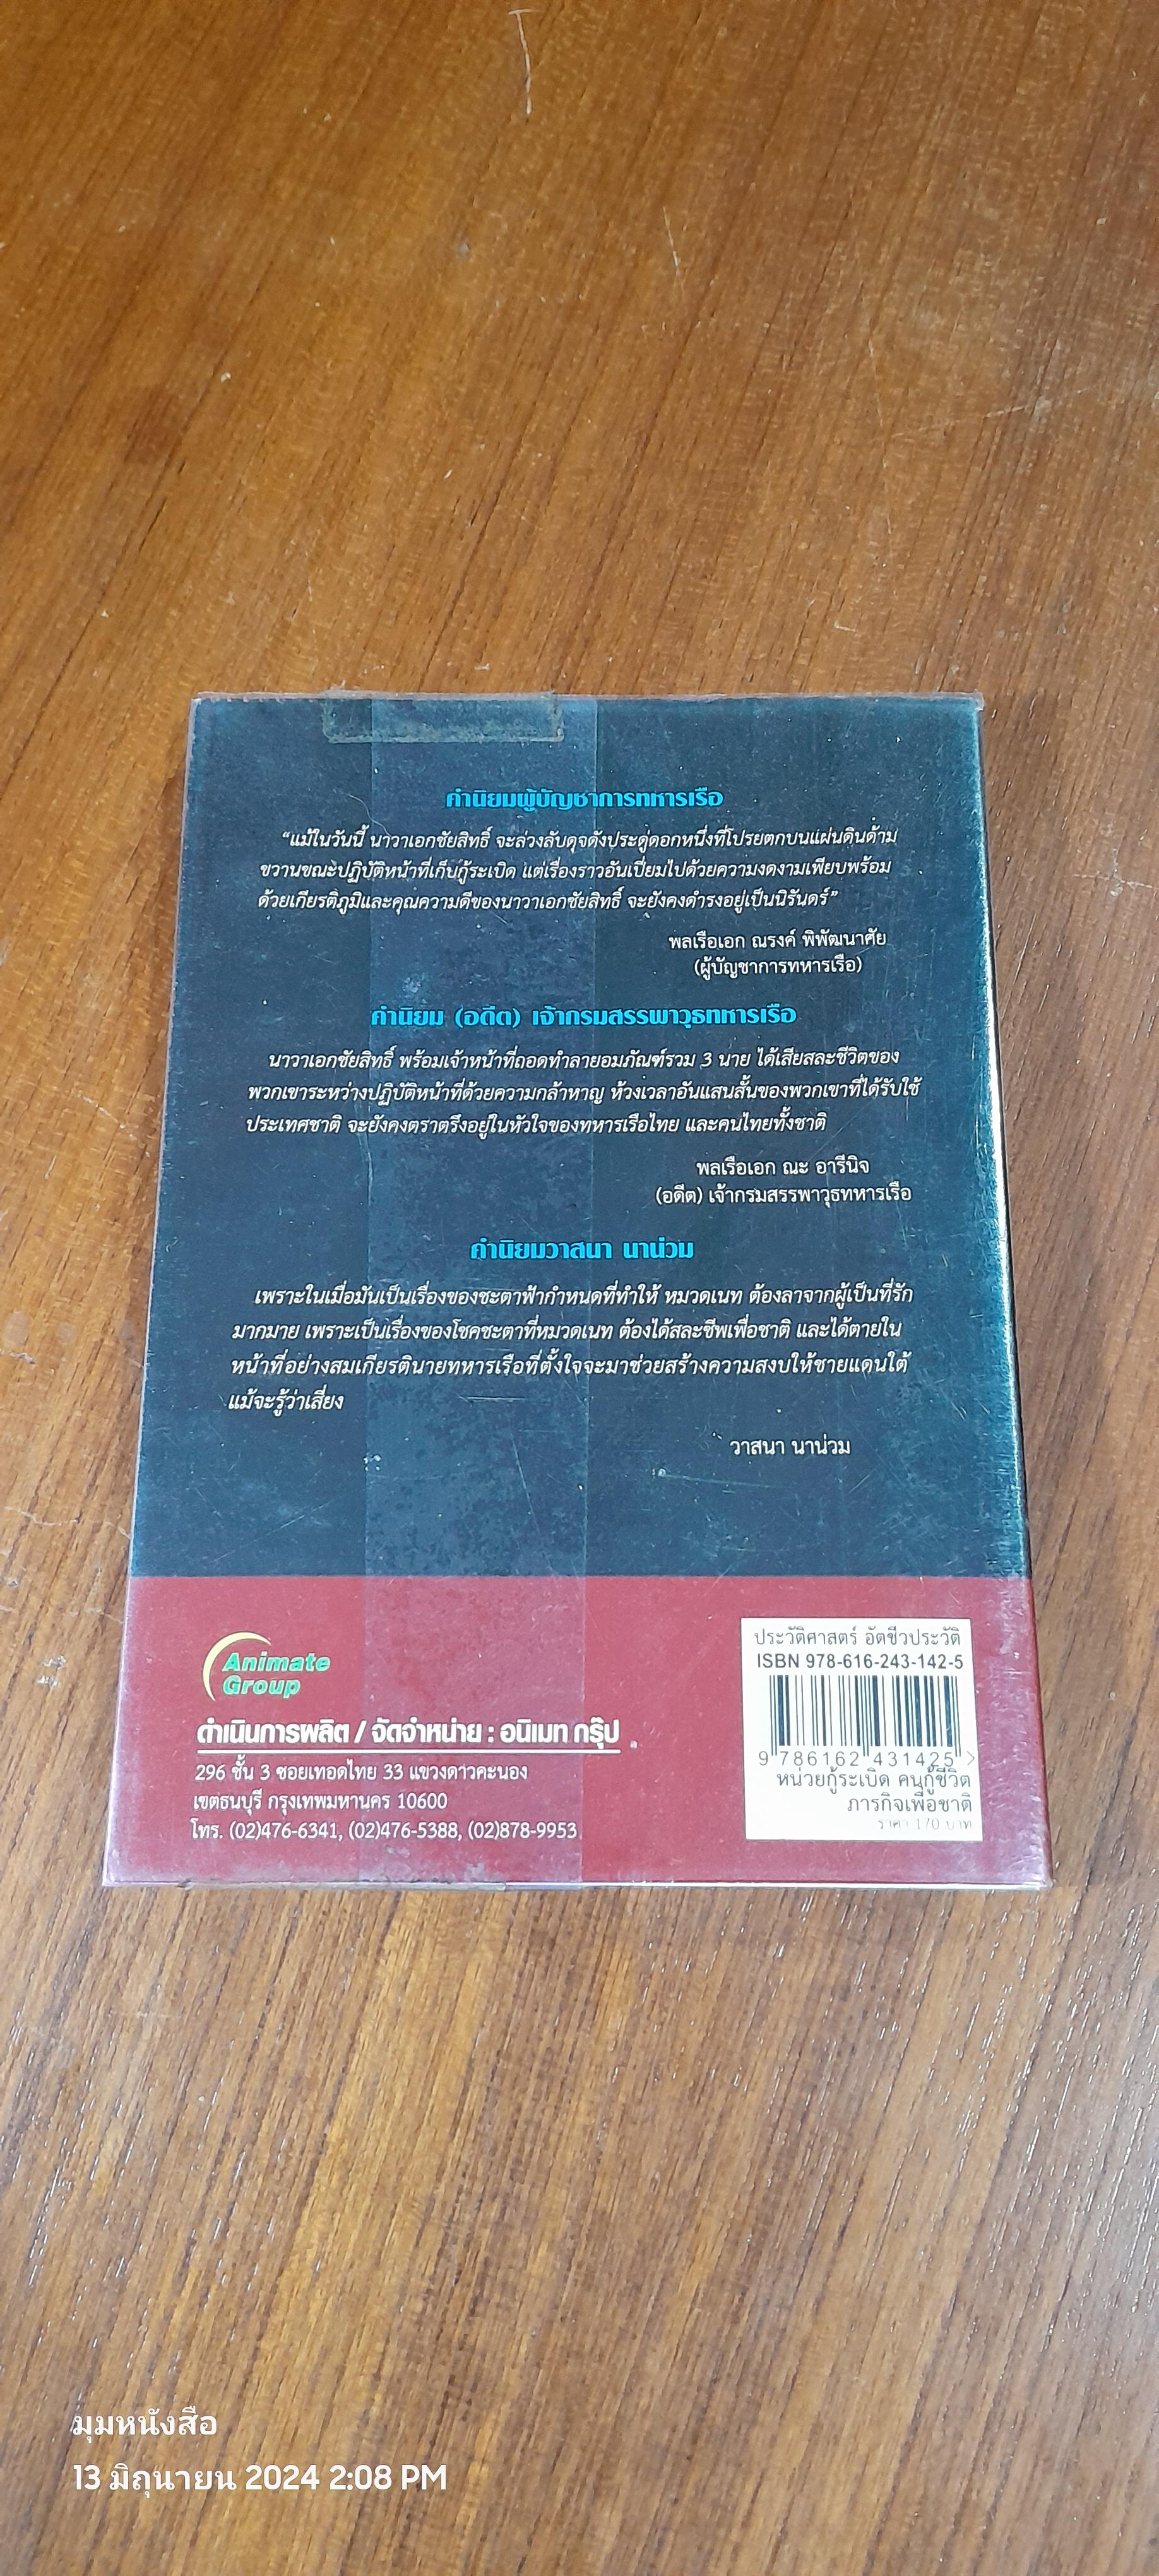 คำนิยมผู้บัญชาการทหารเรือ
“แม้ในวันนี้ นาวาเอกชัยสิทธิ์ จะล่วงลับดุจดังประดู่ดอกหนึ่งที่โปรยตกบนแผ่นดินด้าม
ขวานขณะปฏิบัติหน้าที่เก็บกู้ระเบิด แต่เรื่องราวอันเปี่ยมไปด้วยความงดงามเพียบพร้อม
ด้วยเกียรติภูมิและคุณความดีของนาวาเอกชัยสิทธิ์ จะยังคงดำรงอยู่เป็นนิรันดร์”
พลเรือเอก ณรงค์ พิพัฒนาศัย
(ผู้บัญชาการทหารเรือ)
คำนิยม (อดีต) เจ้ากรมสรรพาวุธทหารเรือ
นาวาเอกชัยสิทธิ์ พร้อมเจ้าหน้าที่ถอดทำลายอมภัณฑ์รวม 3 นาย ได้เสียสละชีวิตของ
พวกเขาระหว่างปฏิบัติหน้าที่ด้วยความกล้าหาญ ห้วงเวลาอันแสนสั้นของพวกเขาที่ได้รับใช้
ประเทศชาติ จะยังคงตราตรึงอยู่ในหัวใจของทหารเรือไทย และคนไทยทั้งชาติ
พลเรือเอก ณะ อารีนิจ
(อดีต) เจ้ากรมสรรพาวุธทหารเรือ
คำนิยมวาสนา นาน่วม
เพราะในเมื่อมันเป็นเรื่องของชะตาฟ้ากำหนดที่ทำให้ หมวดเนท ต้องลาจากผู้เป็นที่รัก
มากมาย เพราะเป็นเรื่องของโชคชะตาที่หมวดเนท ต้องได้สละชีพเพื่อชาติ และได้ตายใน
หน้าที่อย่างสมเกียรตินายทหารเรือที่ตั้งใจจะมาช่วยสร้างความสงบให้ชายแดนใต้
แม้จะรู้ว่าเสี่ยง
วาสนา นาน่วม
Animate
Group
ดำเนินการผลิต / จัดจำหน่าย : อนิเมท กรุ๊ป
296 ชั้น 3 ซอยเทอดไทย 33 แขวงดาวคะนอง
เขตธนบุรี กรุงเทพมหานคร 10600
โทร. (02)476-6341, (02)476-5388, (02)878-9953
ประวัติศาสตร์ อัตชีวประวัติ
ISBN 978-616-243-142-5
9 786162 431425 >
หน่วยกู้ระเบิด คนกู้ชีวิต
ภารกิจเพื่อชาติ
ราคา 170 บาท
มุมหนังสือ
13 มิถุนายน 2024 2:08 PM